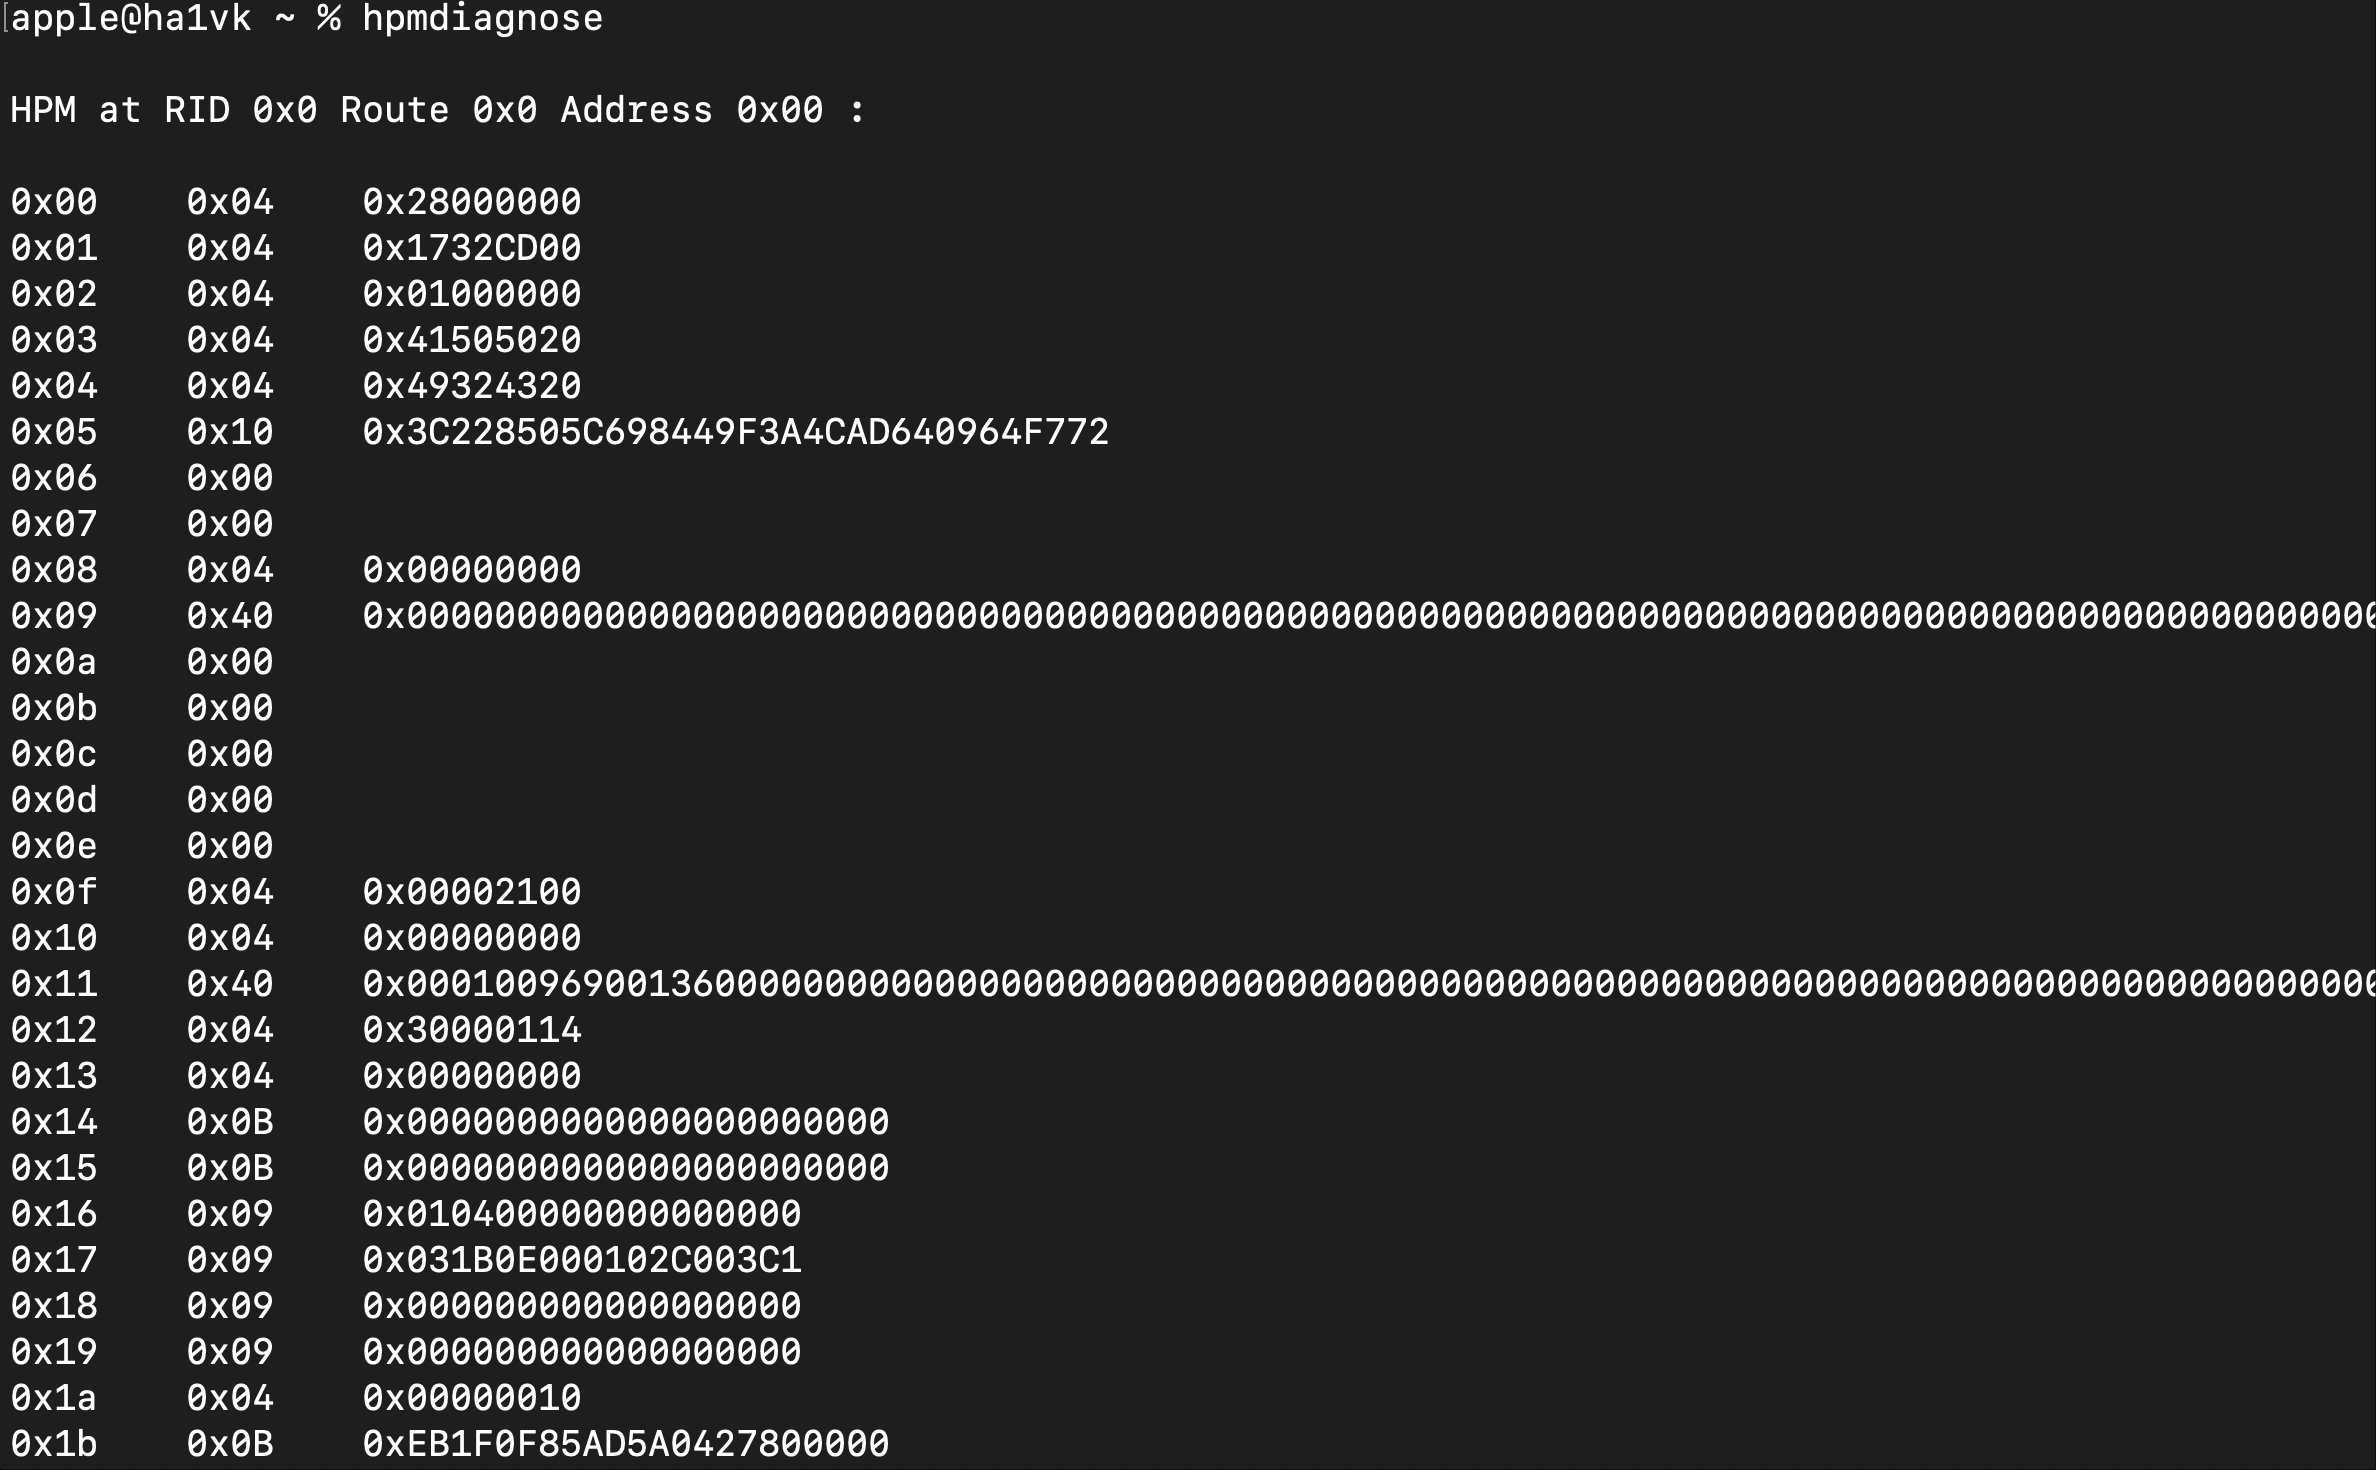 [apple@ha1vk ~ % hpmdiagnose
HPM at RID 0x0 Route 0x0 Address 0x00 :
0x00 0x04 0x28000000
0x01 0x04 0x1732CD00
0x02 0x04 0x01000000
0x03 0x04 0x41505020
0x04 0x04 0x49324320
0x05 0x10 0x3C228505C698449F3A4CAD640964F772
0x06 0x00
0x07 0x00
0x08 0x04 0x00000000
0x09 0x40 0x000000000000000000000000000000000000000000000000000000000000000000000000000000000000000000
0x0a 0x00
0x0b 0x00
0x0c 0x00
0x0d 0x00
0x0e 0x00
0x0f 0x04 0x00002100
0x10 0x04 0x00000000
0x11 0x40 0x000100969001360000000000000000000000000000000000000000000000000000000000000000000000000000
0x12 0x04 0x30000114
0x13 0x04 0x00000000
0x14 0x0B 0x0000000000000000000000
0x15 0x0B 0x0000000000000000000000
0x16 0x09 0x010400000000000000
0x17 0x09 0x031B0E000102C003C1
0x18 0x09 0x000000000000000000
0x19 0x09 0x000000000000000000
0x1a 0x04 0x00000010
0x1b 0x0B 0xEB1F0F85AD5A0427800000